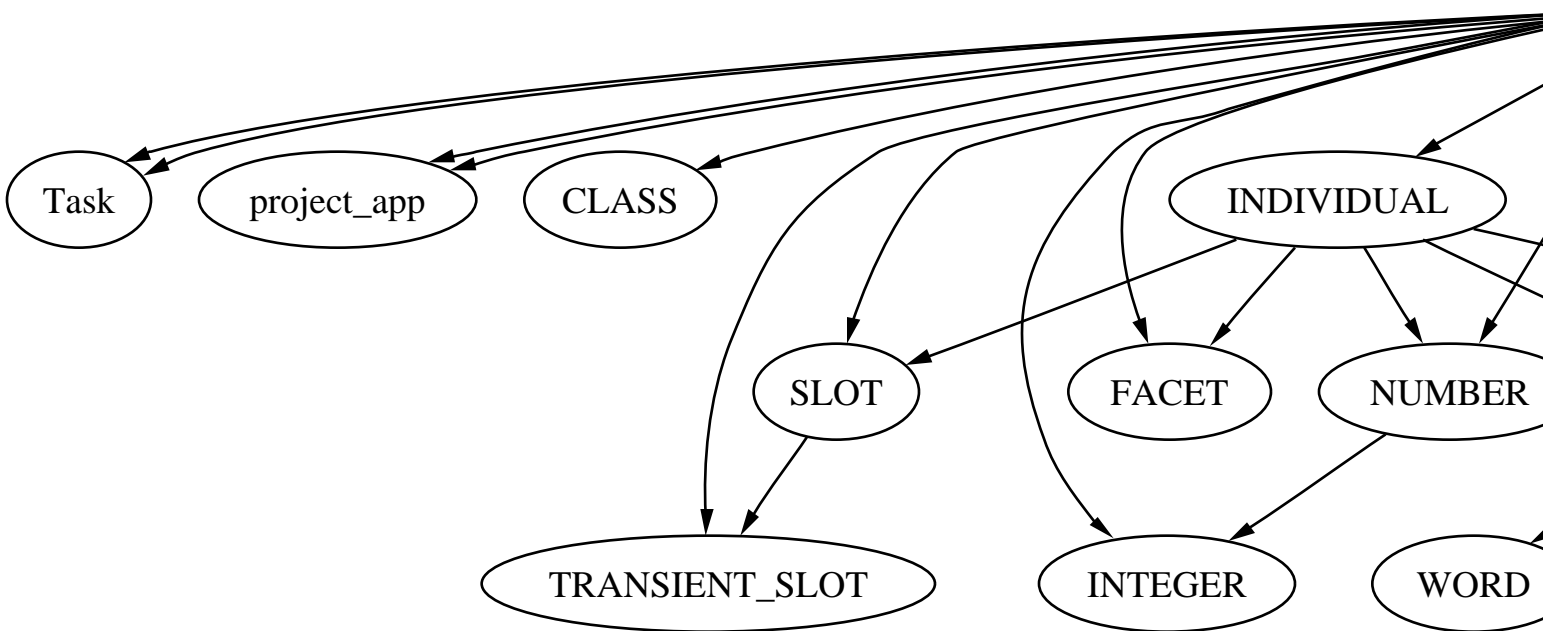 Task
project_app
CLASS
INDIVIDUAL
SLOT
FACET
NUMBER
TRANSIENT_SLOT
INTEGER
WORD